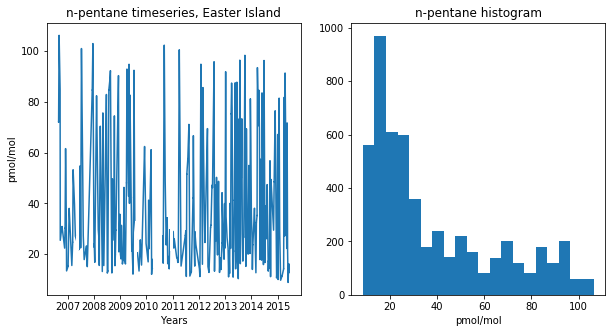 n-pentane timeseries, Easter Island
100
80
60
40
20
pmol/mol
2007 2008 2009 2010 2011 2012 2013 2014 2015
Years
n-pentane histogram
1000
800
600
400
200
0
20 40 60 80 100
pmol/mol